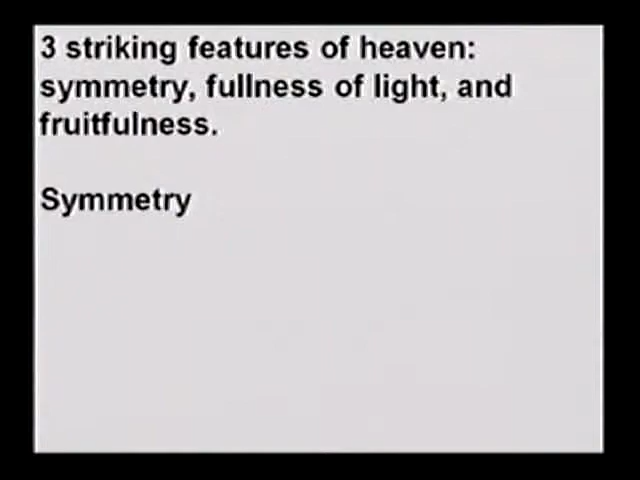 3 striking features of heaven:
symmetry, fullness of light, and
fruitfulness.
Symmetry